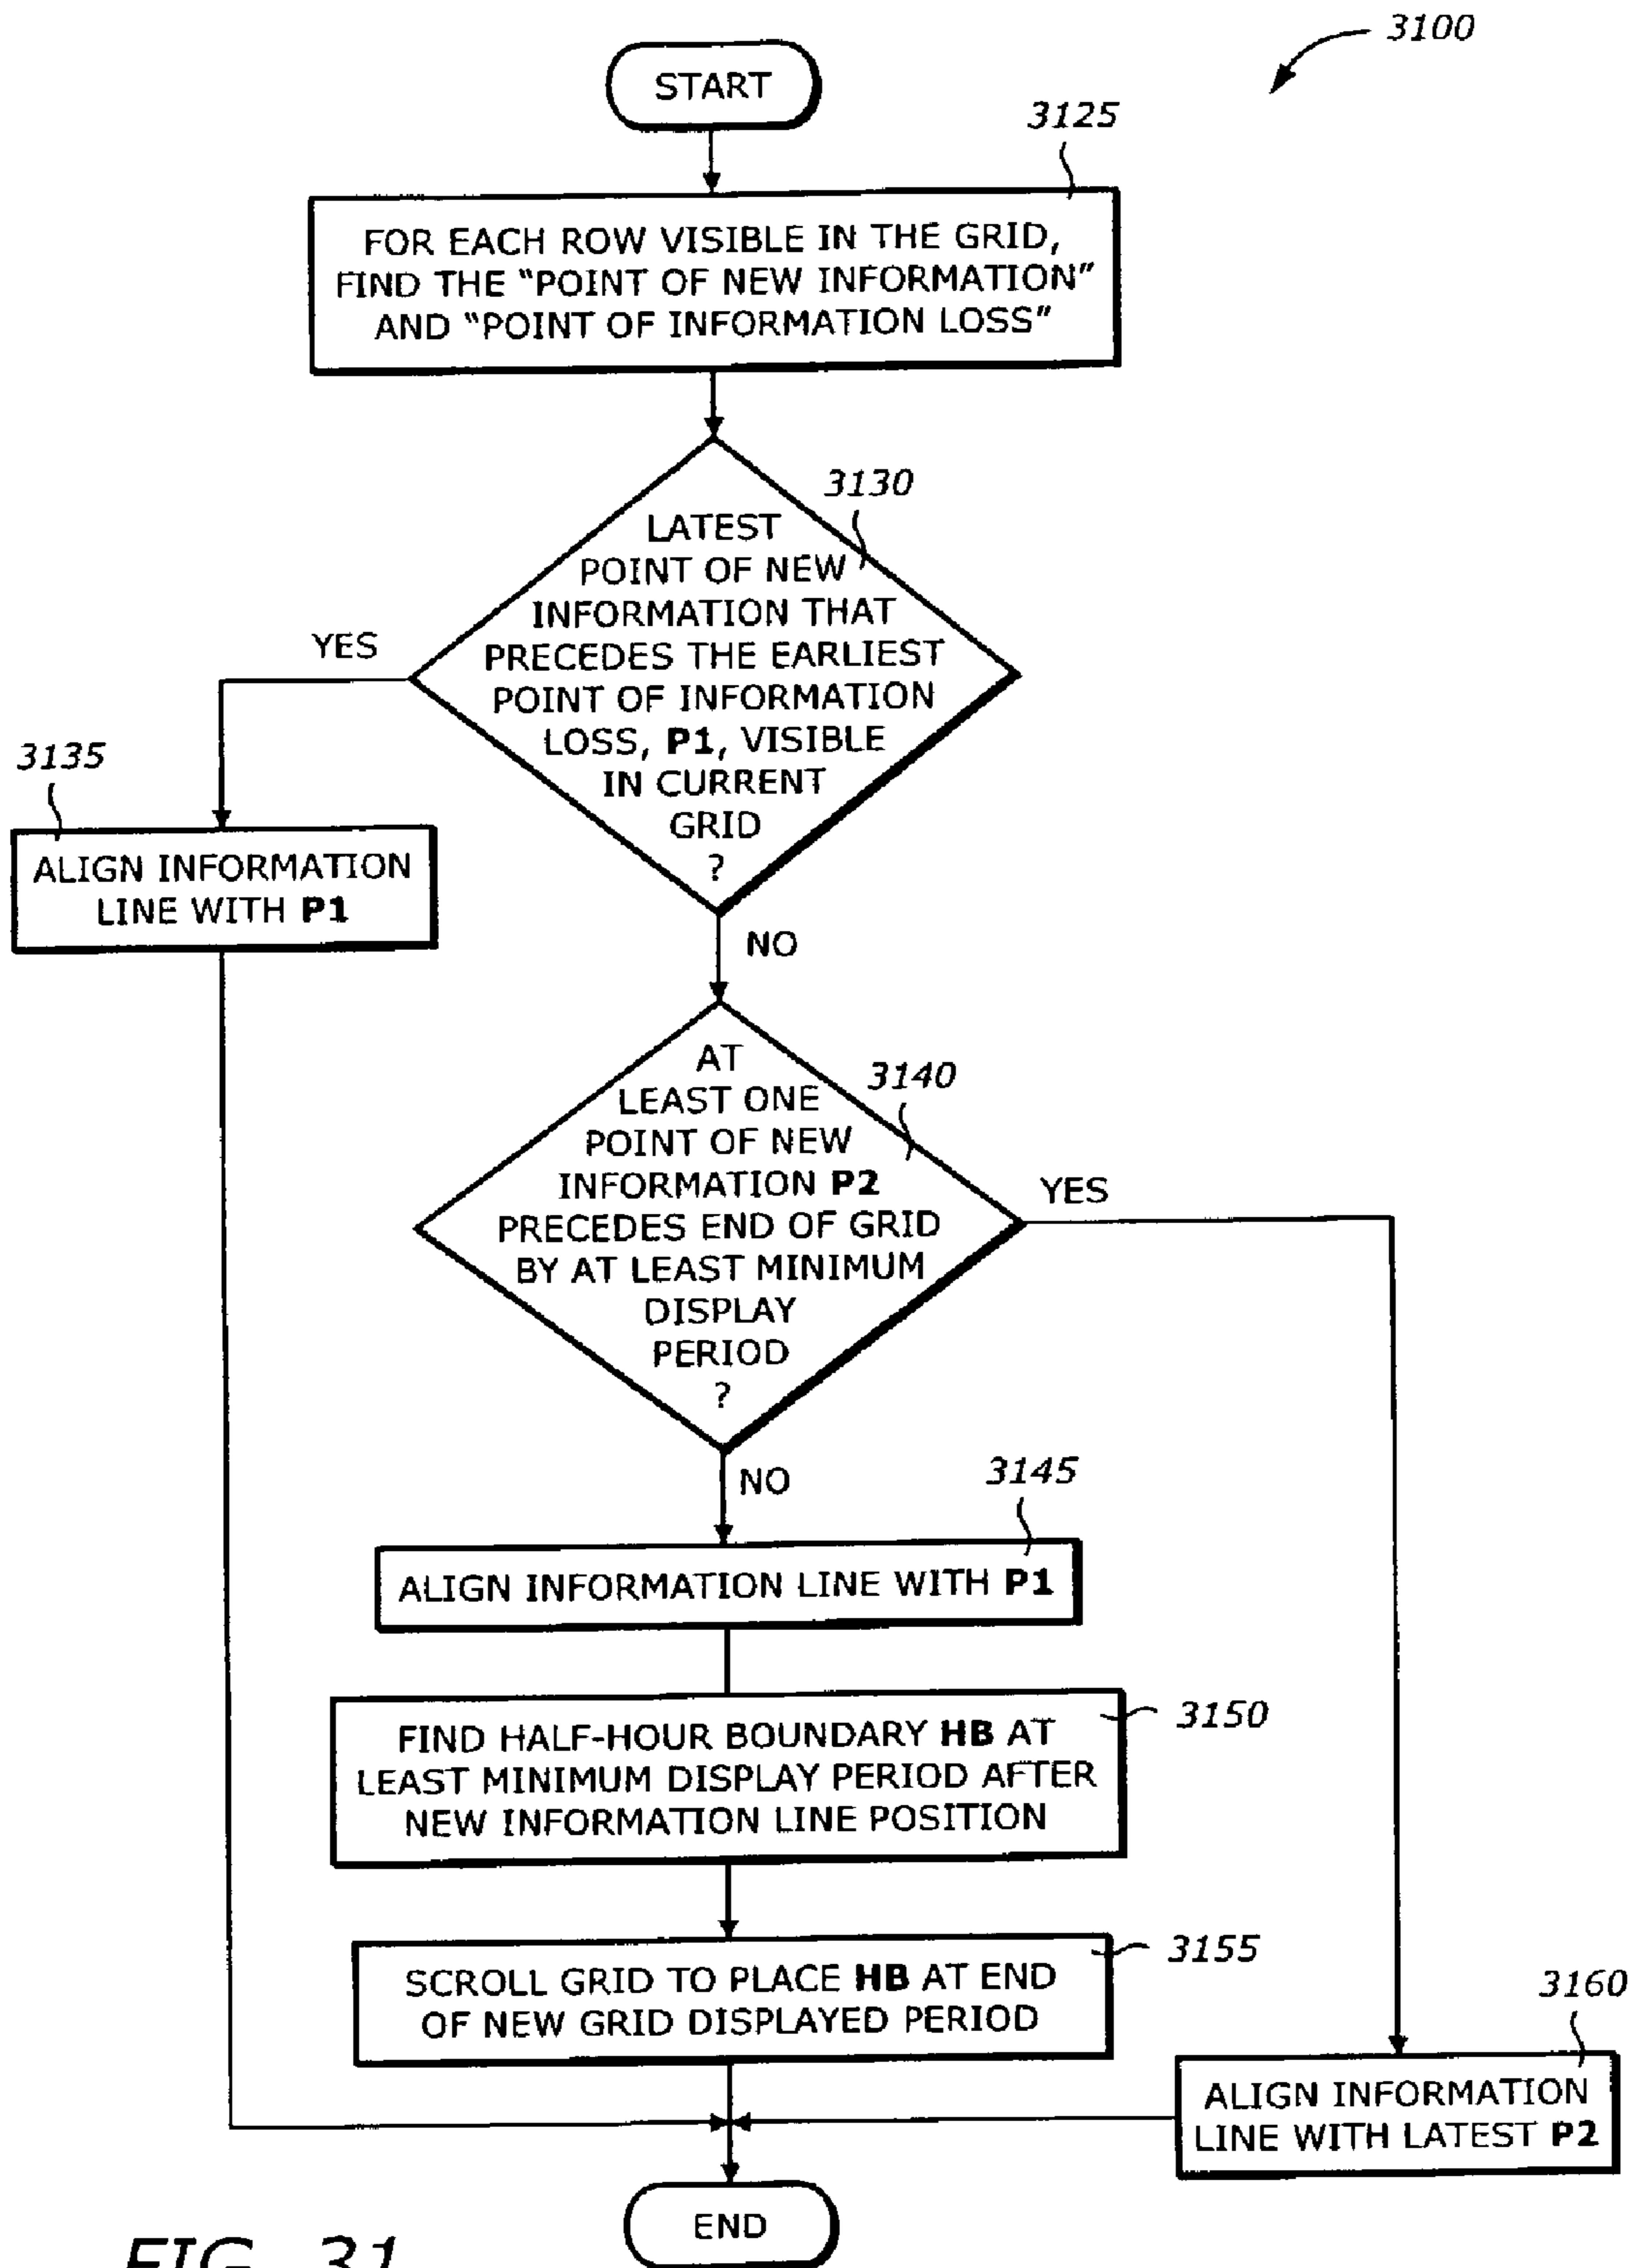 3100
START
3125
FOR EACH ROW VISIBLE IN THE GRID,
FIND THE "POINT OF NEW INFORMATION"
AND "POINT OF INFORMATION LOSS"
3130
LATEST
POINT OF NEW
INFORMATION THAT
PRECEDES THE EARLIEST
POINT OF INFORMATION
LOSS, P1, VISIBLE
IN CURRENT
GRID
?
YES
3135
ALIGN INFORMATION
LINE WITH P1
NO
3140
AT
LEAST ONE
POINT OF NEW
INFORMATION P2
PRECEDES END OF GRID
BY AT LEAST MINIMUM
DISPLAY
PERIOD
?
YES
NO
3145
ALIGN INFORMATION LINE WITH P1
3150
FIND HALF-HOUR BOUNDARY HB AT
LEAST MINIMUM DISPLAY PERIOD AFTER
NEW INFORMATION LINE POSITION
3155
SCROLL GRID TO PLACE HB AT END
OF NEW GRID DISPLAYED PERIOD
3160
ALIGN INFORMATION
LINE WITH LATEST P2
END
FIG. 31